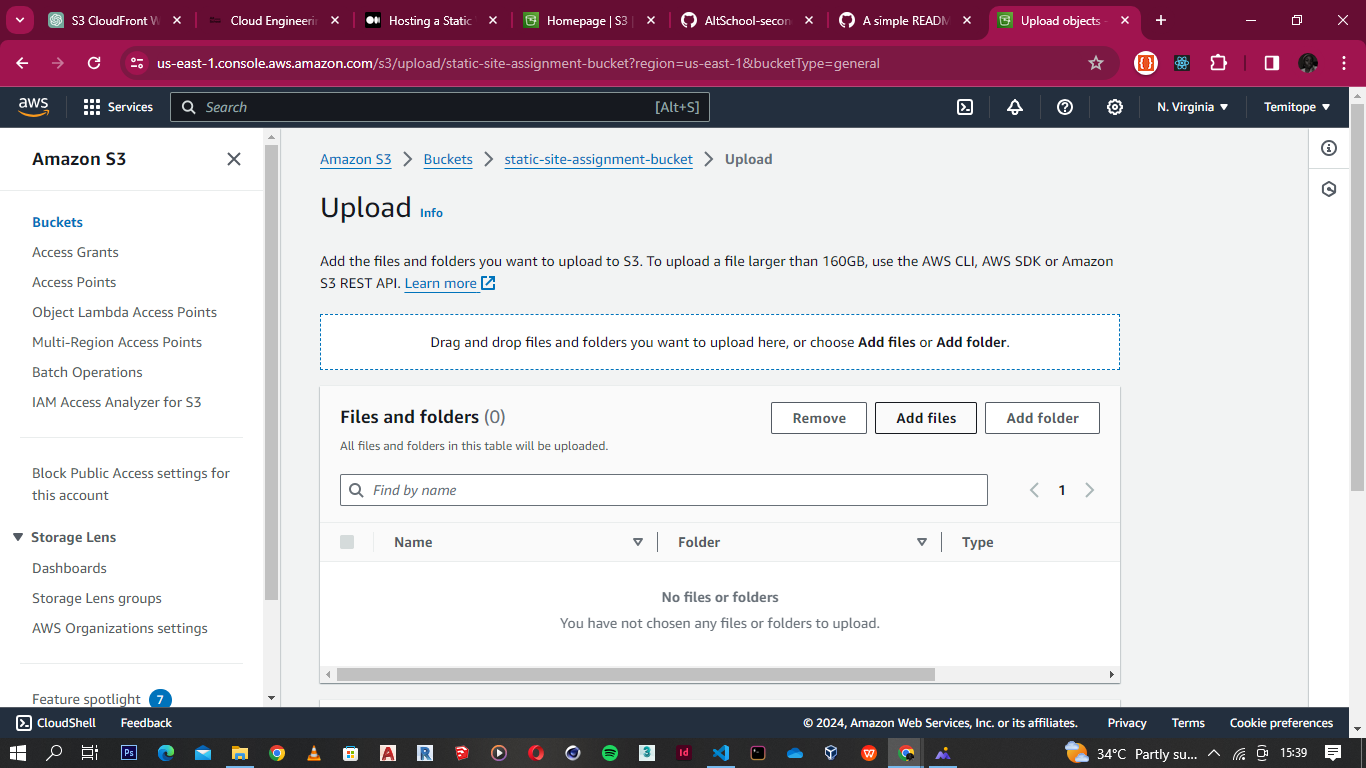 S3 CloudFront W
Cloud Engineerin
Hosting a Static
Homepage | S3 |
AltSchool-secon
A simple READM
Upload objects -
us-east-1.console.aws.amazon.com/s3/upload/static-site-assignment-bucket?region=us-east-1&bucketType=general
aws
Services
Search
[Alt+S]
N. Virginia
Temitope
Amazon S3
Buckets
Access Grants
Access Points
Object Lambda Access Points
Multi-Region Access Points
Batch Operations
IAM Access Analyzer for S3
Block Public Access settings for
this account
Storage Lens
Dashboards
Storage Lens groups
AWS Organizations settings
Feature spotlight 7
Amazon S3
Buckets
static-site-assignment-bucket
Upload
Upload Info
Add the files and folders you want to upload to S3. To upload a file larger than 160GB, use the AWS CLI, AWS SDK or Amazon
S3 REST API. Learn more
Drag and drop files and folders you want to upload here, or choose Add files or Add folder.
Files and folders (0)
All files and folders in this table will be uploaded.
Remove
Add files
Add folder
Find by name
1
Name
Folder
Type
No files or folders
You have not chosen any files or folders to upload.
CloudShell
Feedback
© 2024, Amazon Web Services, Inc. or its affiliates.
Privacy
Terms
Cookie preferences
Ps
A
R
3
Id
34°C Partly su...
15:39